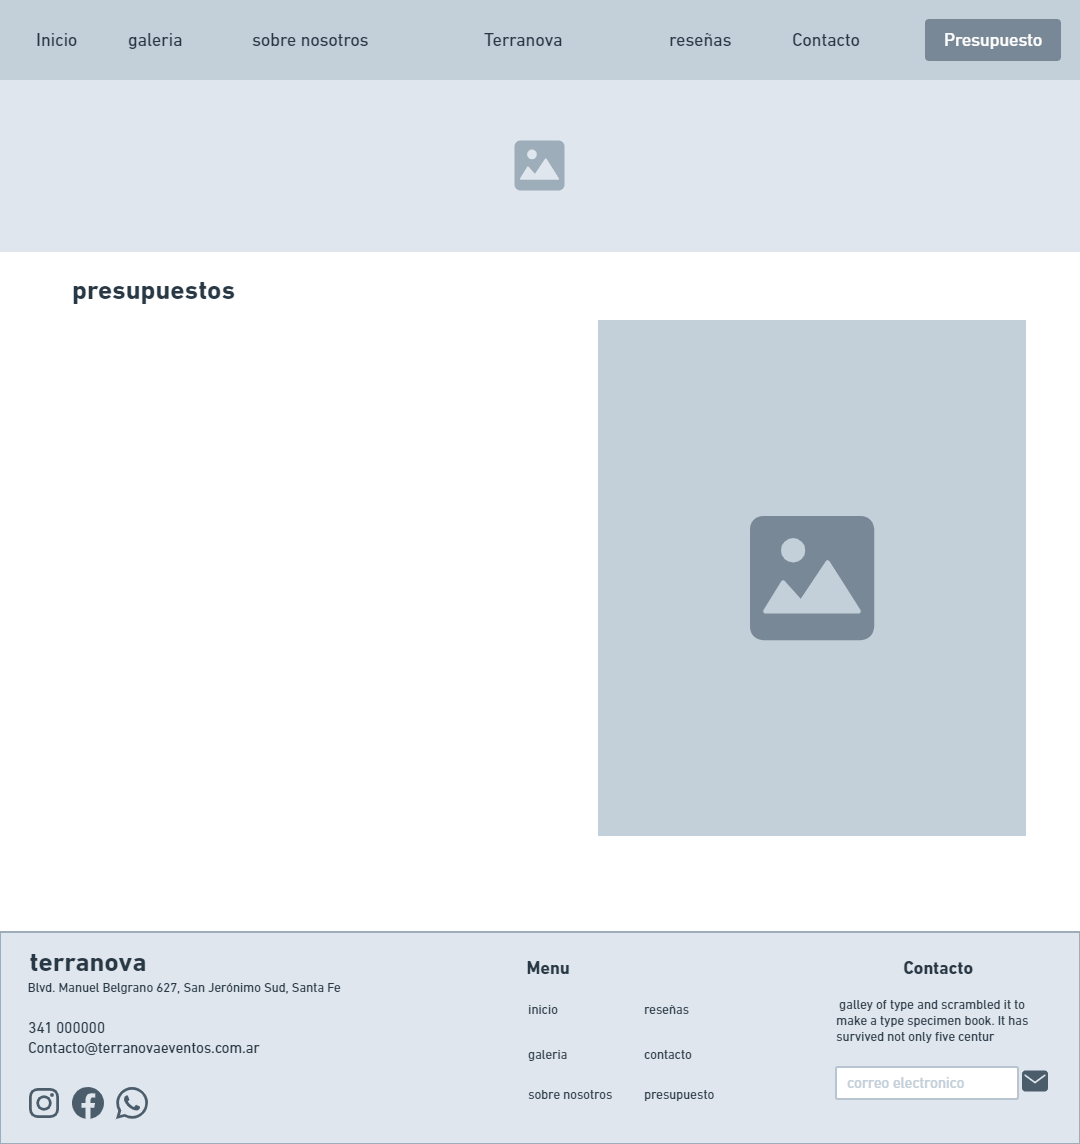 Inicio galeria sobre nosotros Terranova reseñas Contacto Presupuesto
presupuestos
terranova
Blvd. Manuel Belgrano 627, San Jerónimo Sud, Santa Fe
341 000000
Contacto@terranovaeventos.com.ar
Menu
inicio reseñas
galeria contacto
sobre nosotros presupuesto
Contacto
galley of type and scrambled it to
make a type specimen book. It has
survived not only five centur
correo electronico